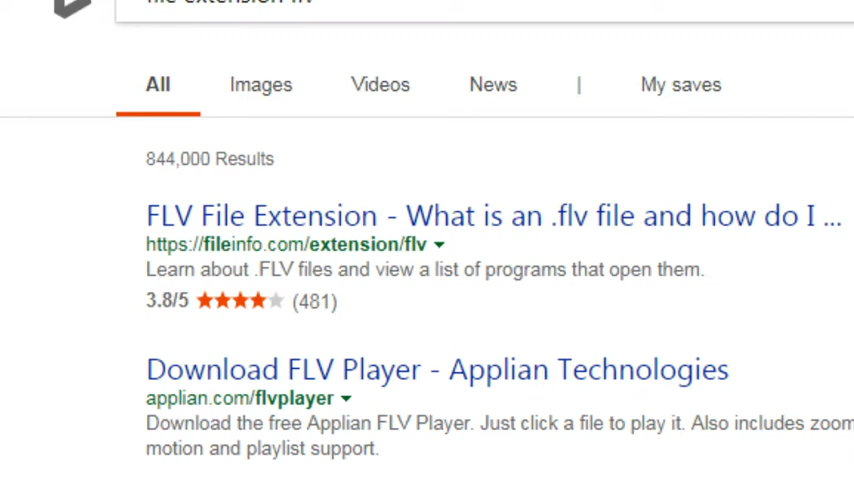 file extension flv
All Images Videos News | My saves
844,000 Results
FLV File Extension - What is an .flv file and how do I ...
https://fileinfo.com/extension/flv
Learn about .FLV files and view a list of programs that open them.
3.8/5 (481)
Download FLV Player - Applian Technologies
applian.com/flvplayer
Download the free Applian FLV Player. Just click a file to play it. Also includes zoom
motion and playlist support.